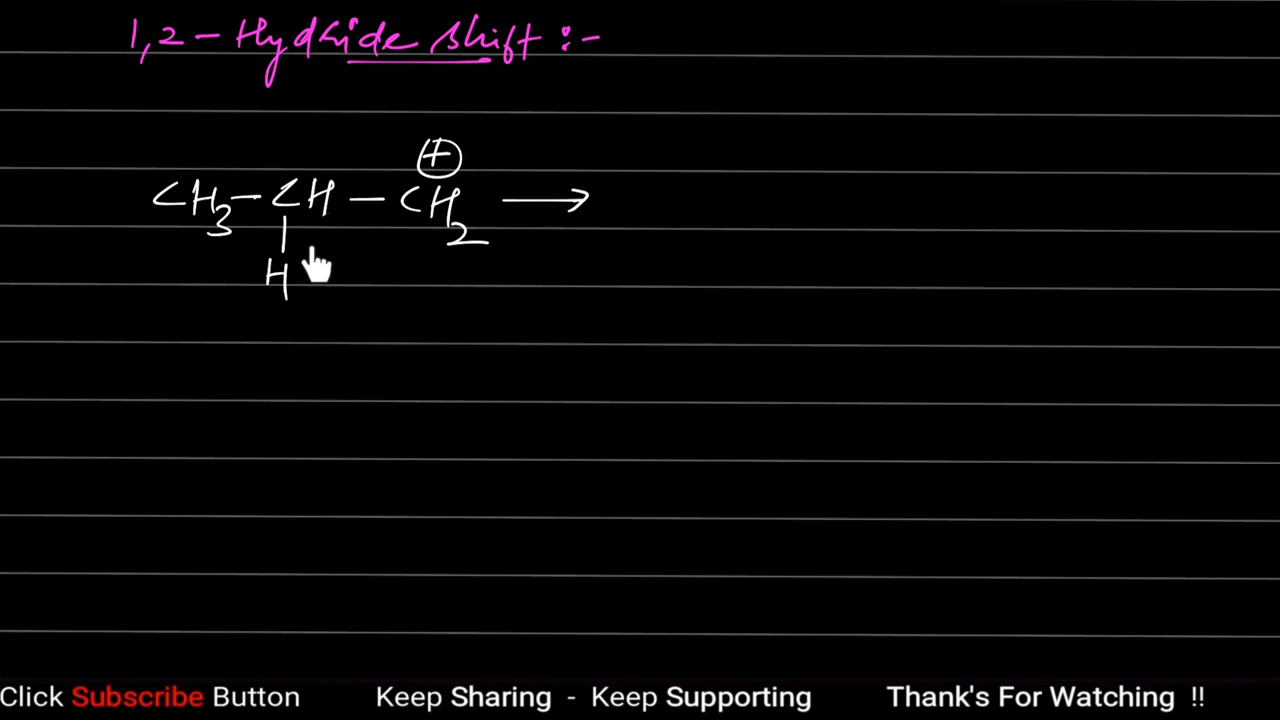 1,2 - Hydride shift :-
⊕
CH3 - CH - CH2 ⟶
|
H
Click Subscribe Button Keep Sharing - Keep Supporting Thank's For Watching !!